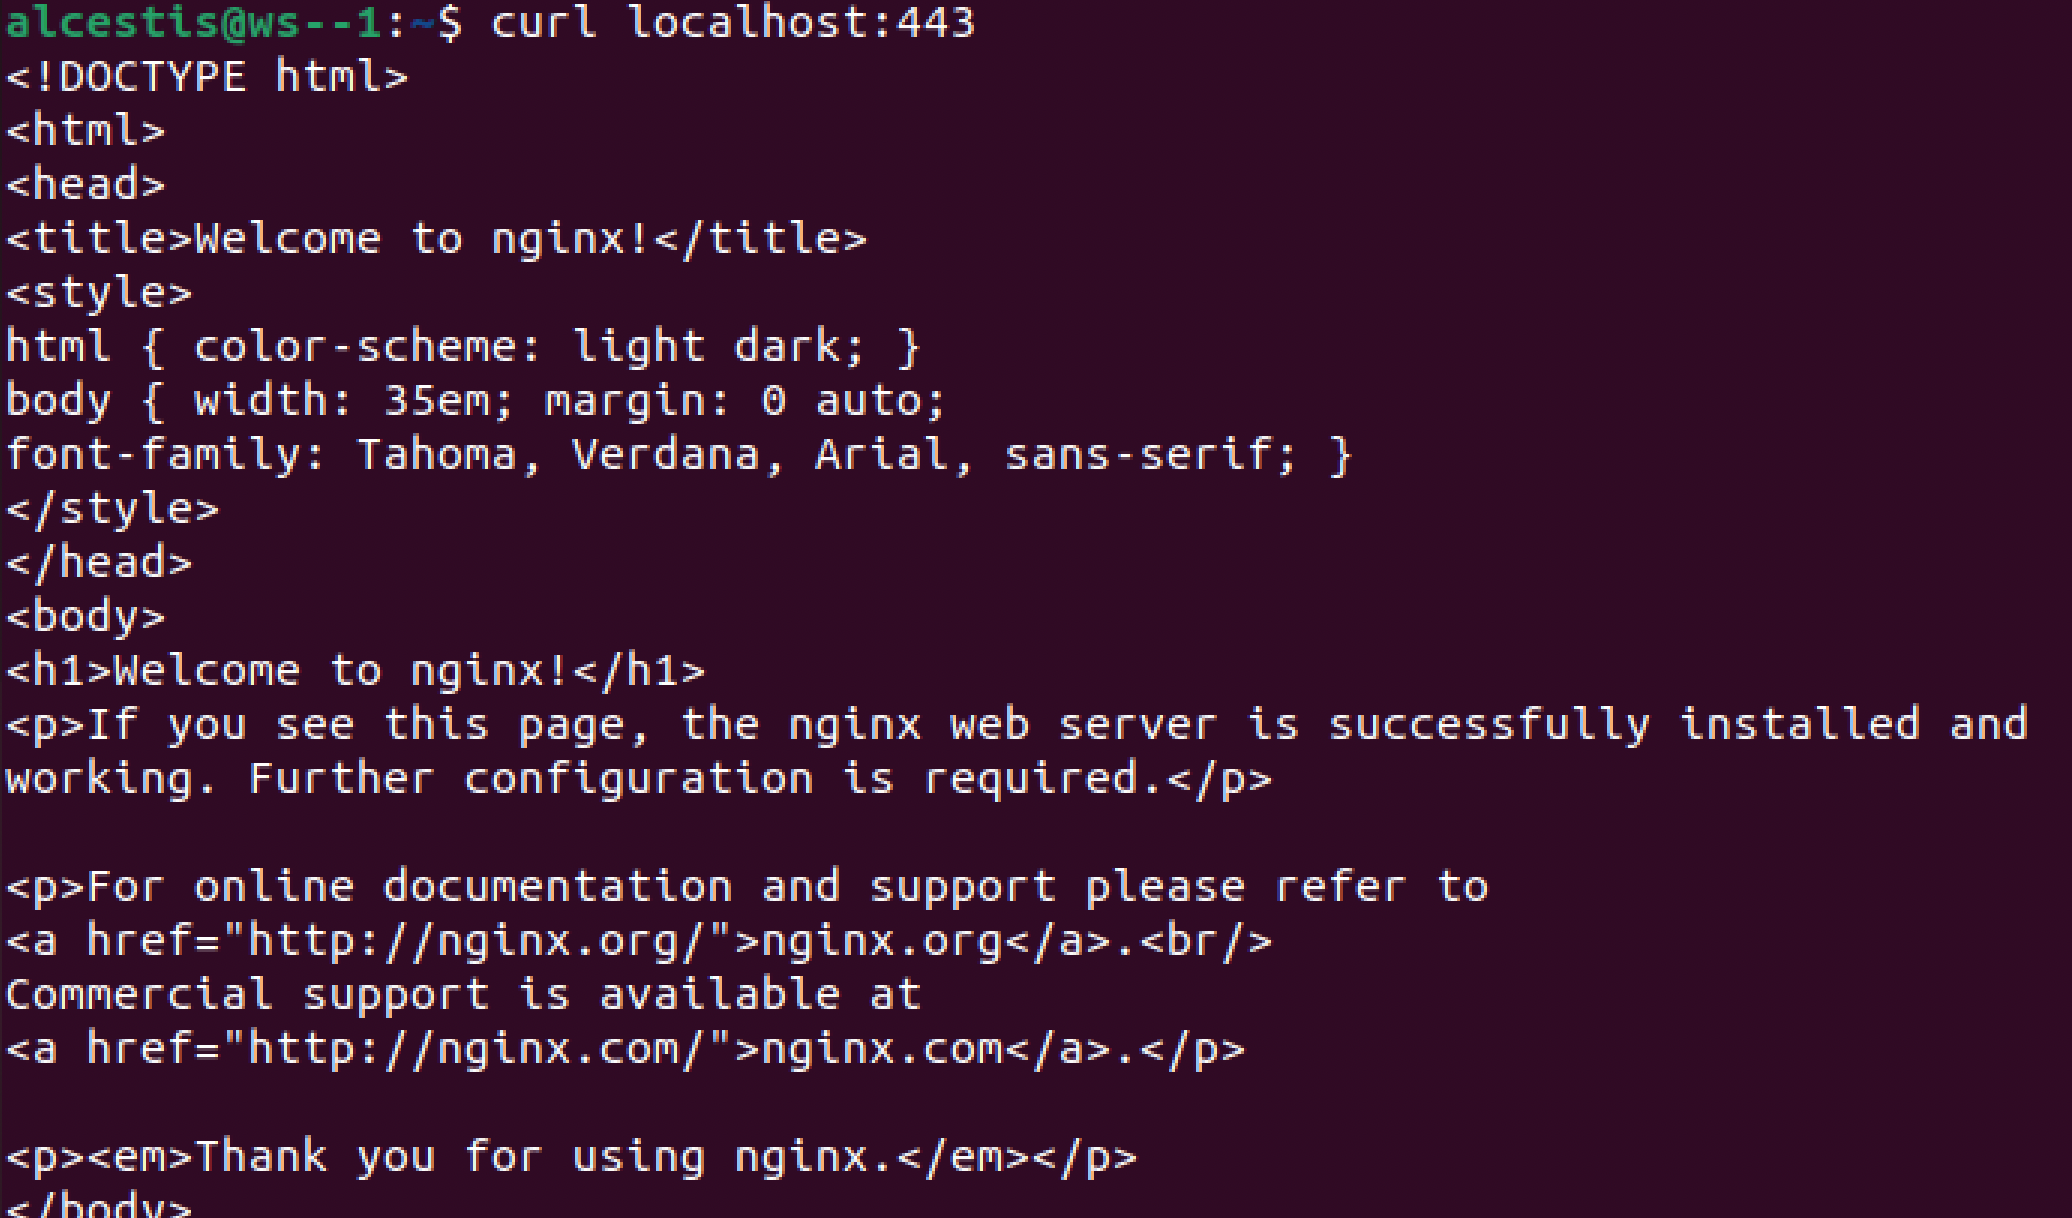 alcestis@ws--1:~$ curl localhost:443
<!DOCTYPE html>
<html>
<head>
<title>Welcome to nginx!</title>
<style>
html { color-scheme: light dark; }
body { width: 35em; margin: 0 auto;
font-family: Tahoma, Verdana, Arial, sans-serif; }
</style>
</head>
<body>
<h1>Welcome to nginx!</h1>
<p>If you see this page, the nginx web server is successfully installed and
working. Further configuration is required.</p>

<p>For online documentation and support please refer to
<a href="http://nginx.org/">nginx.org</a>.<br/>
Commercial support is available at
<a href="http://nginx.com/">nginx.com</a>.</p>

<p><em>Thank you for using nginx.</em></p>
</body>